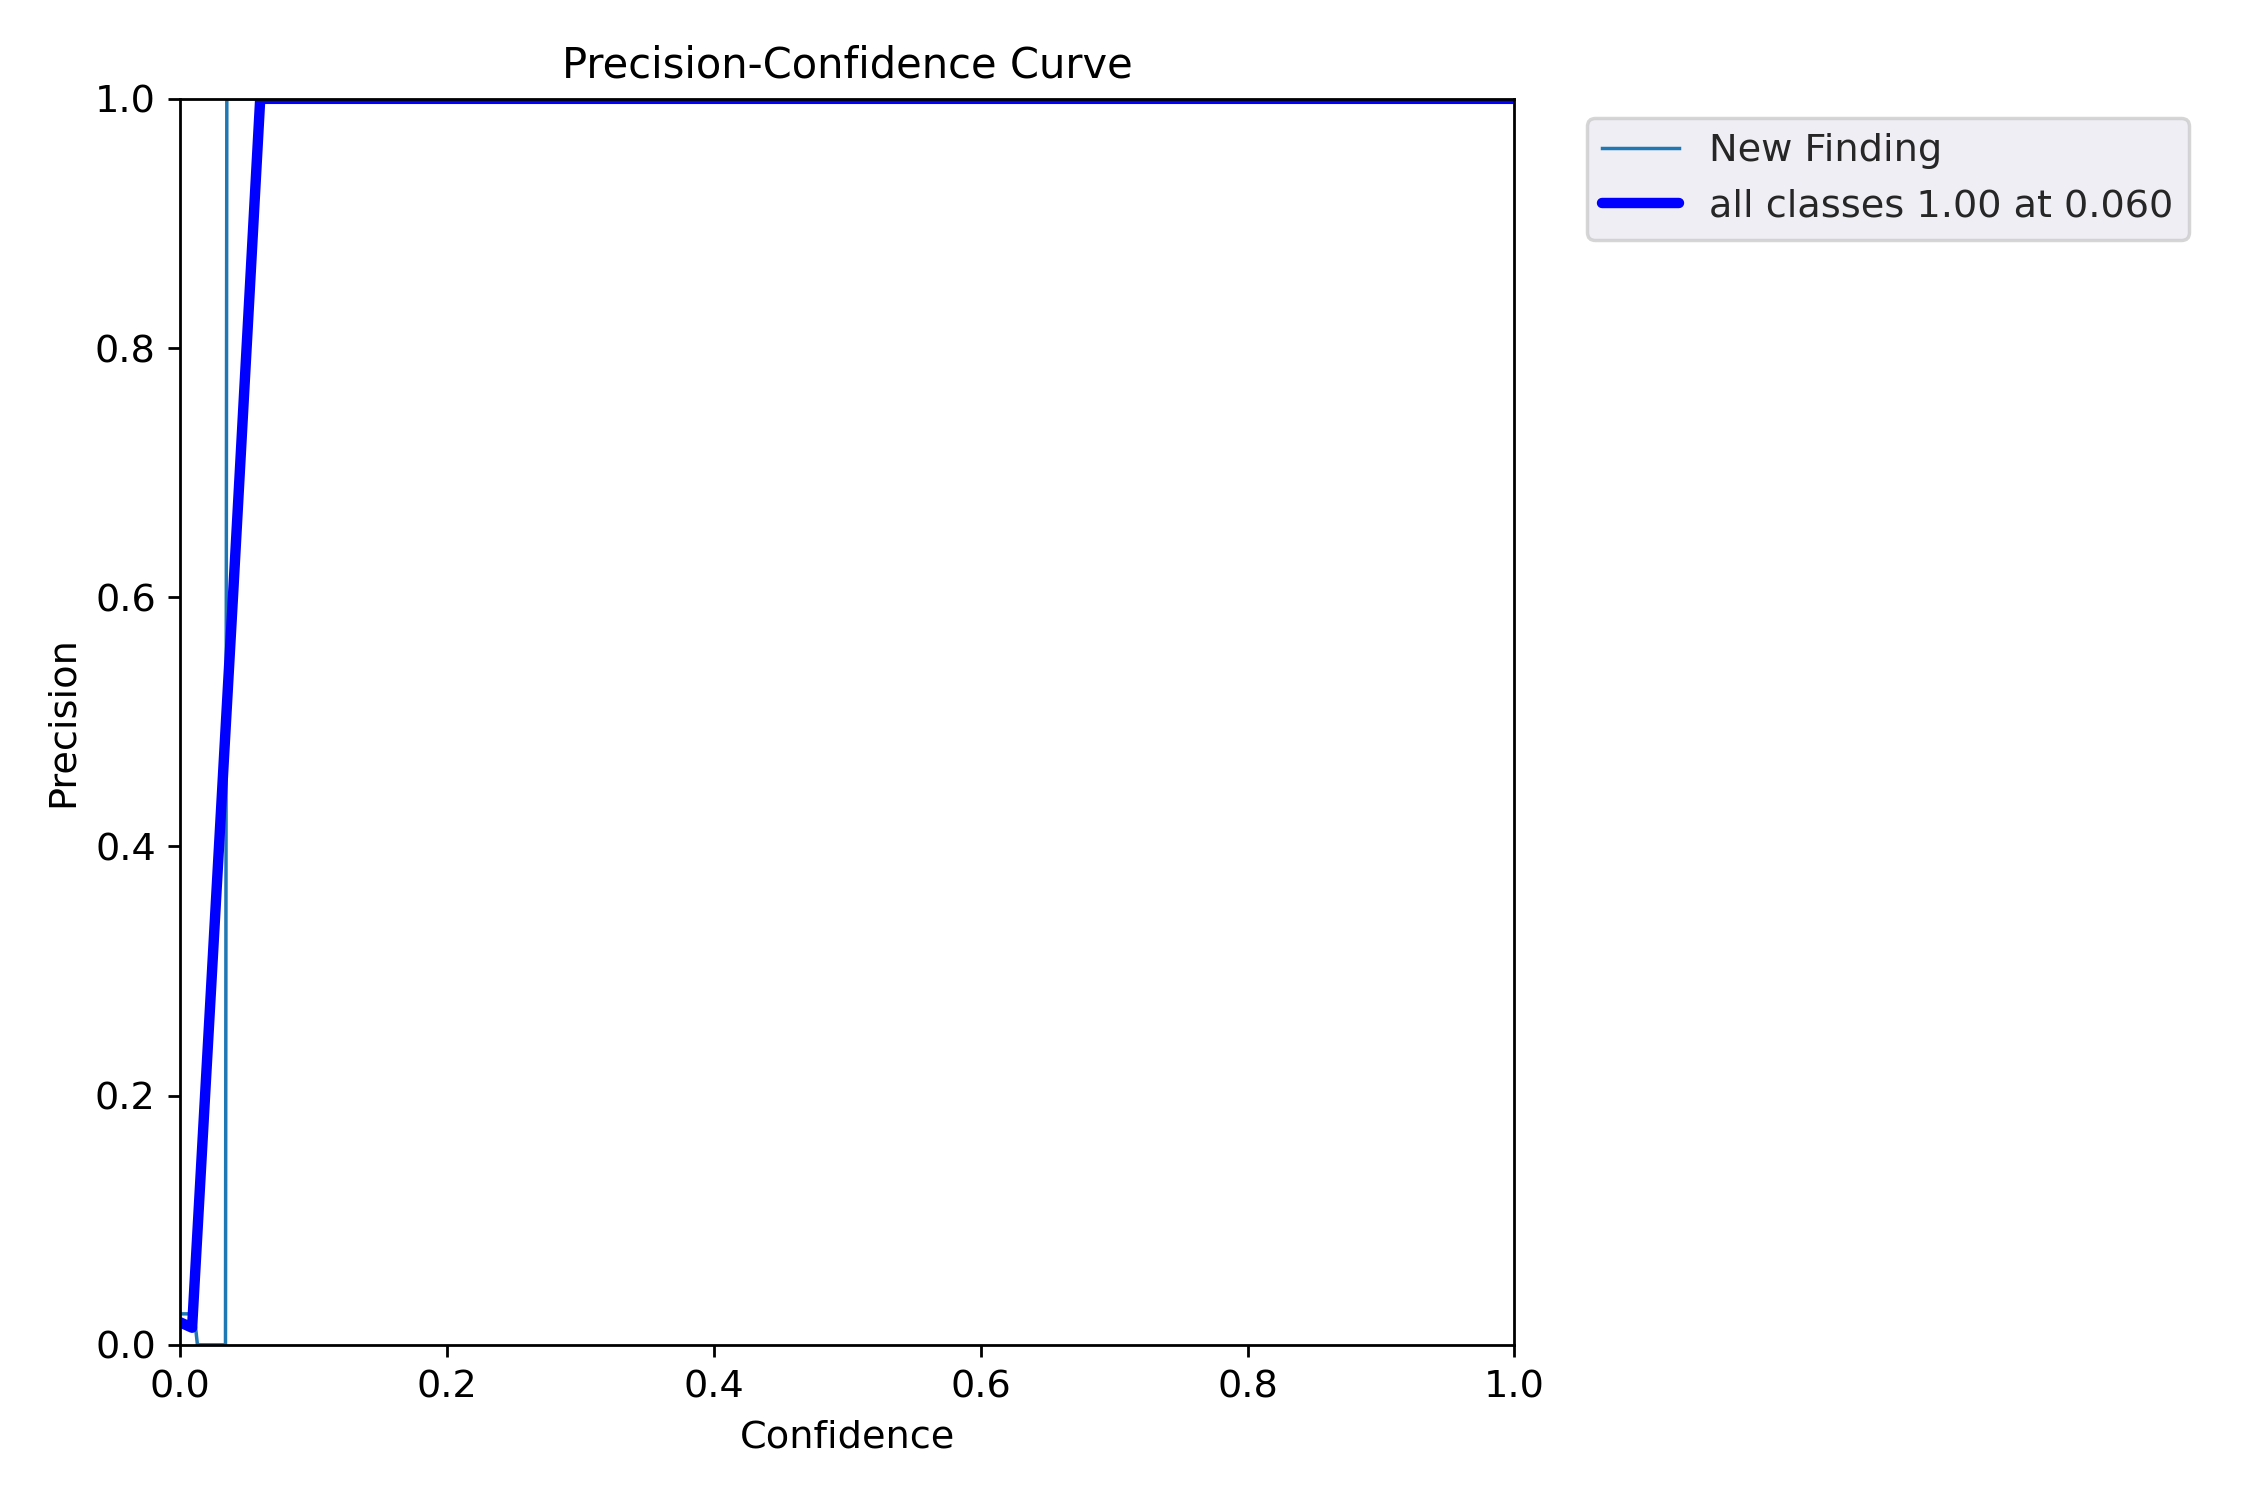 Precision-Confidence Curve
New Finding
all classes 1.00 at 0.060
Precision
1.0
0.8
0.6
0.4
0.2
0.0
0.0 0.2 0.4 0.6 0.8 1.0
Confidence